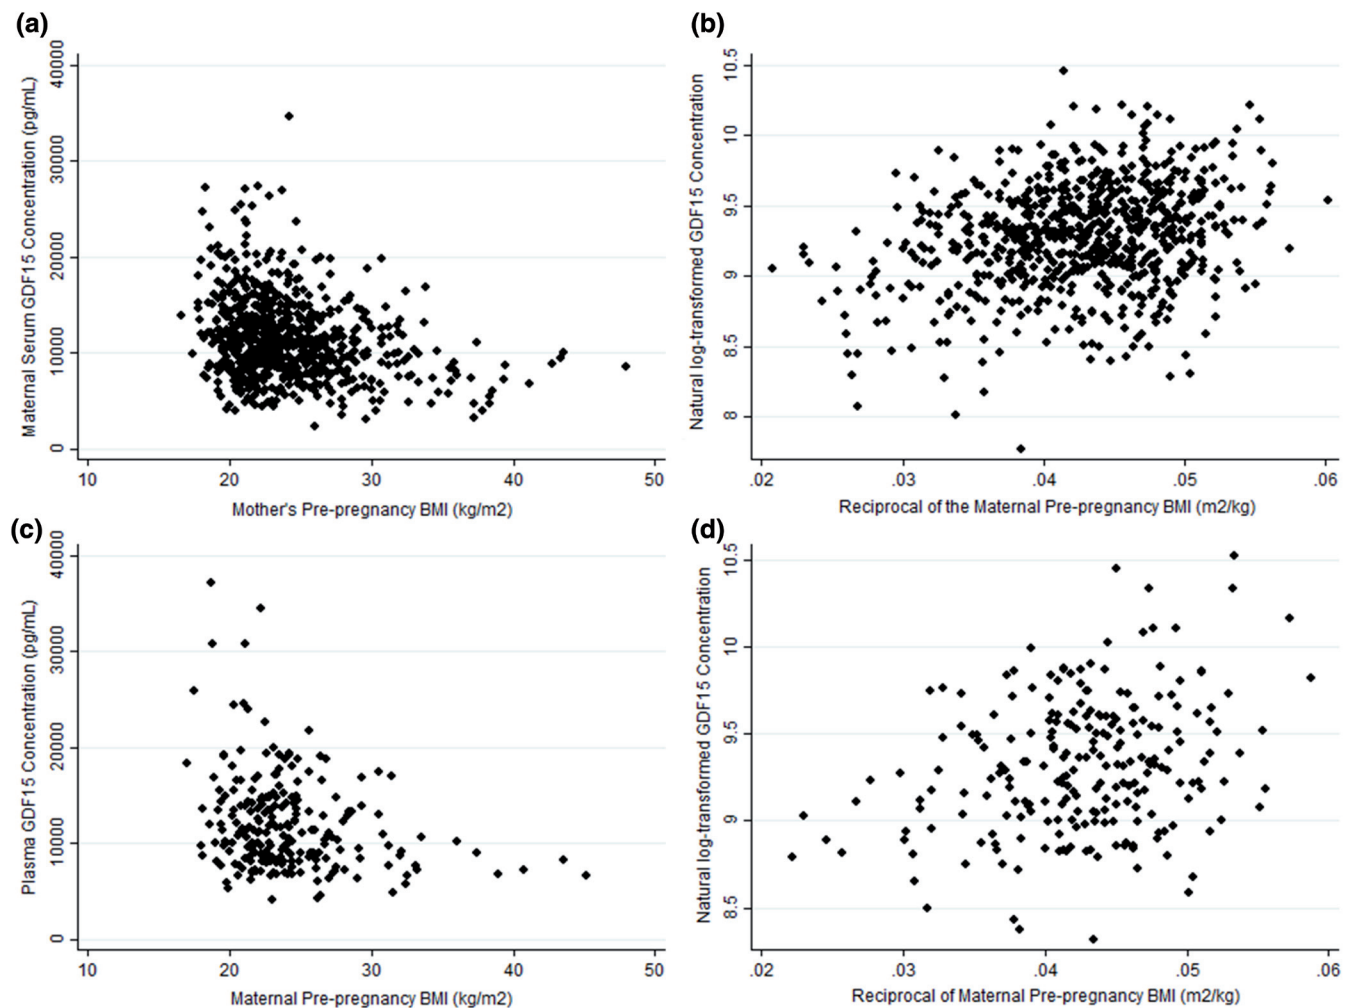 (a)
Maternal Serum GDF15 Concentration (pg/mL)
40000
30000
20000
10000
0
10 20 30 40 50
Mother's Pre-pregnancy BMI (kg/m2)
(b)
Natural log-transformed GDF15 Concentration
10.5
10
9.5
9
8.5
8
.02 .03 .04 .05 .06
Reciprocal of the Maternal Pre-pregnancy BMI (m2/kg)
(c)
Plasma GDF15 Concentration (pg/mL)
40000
30000
20000
10000
0
10 20 30 40 50
Maternal Pre-pregnancy BMI (kg/m2)
(d)
Natural log-transformed GDF15 Concentration
10.5
10
9.5
9
8.5
.02 .03 .04 .05 .06
Reciprocal of Maternal Pre-pregnancy BMI (m2/kg)